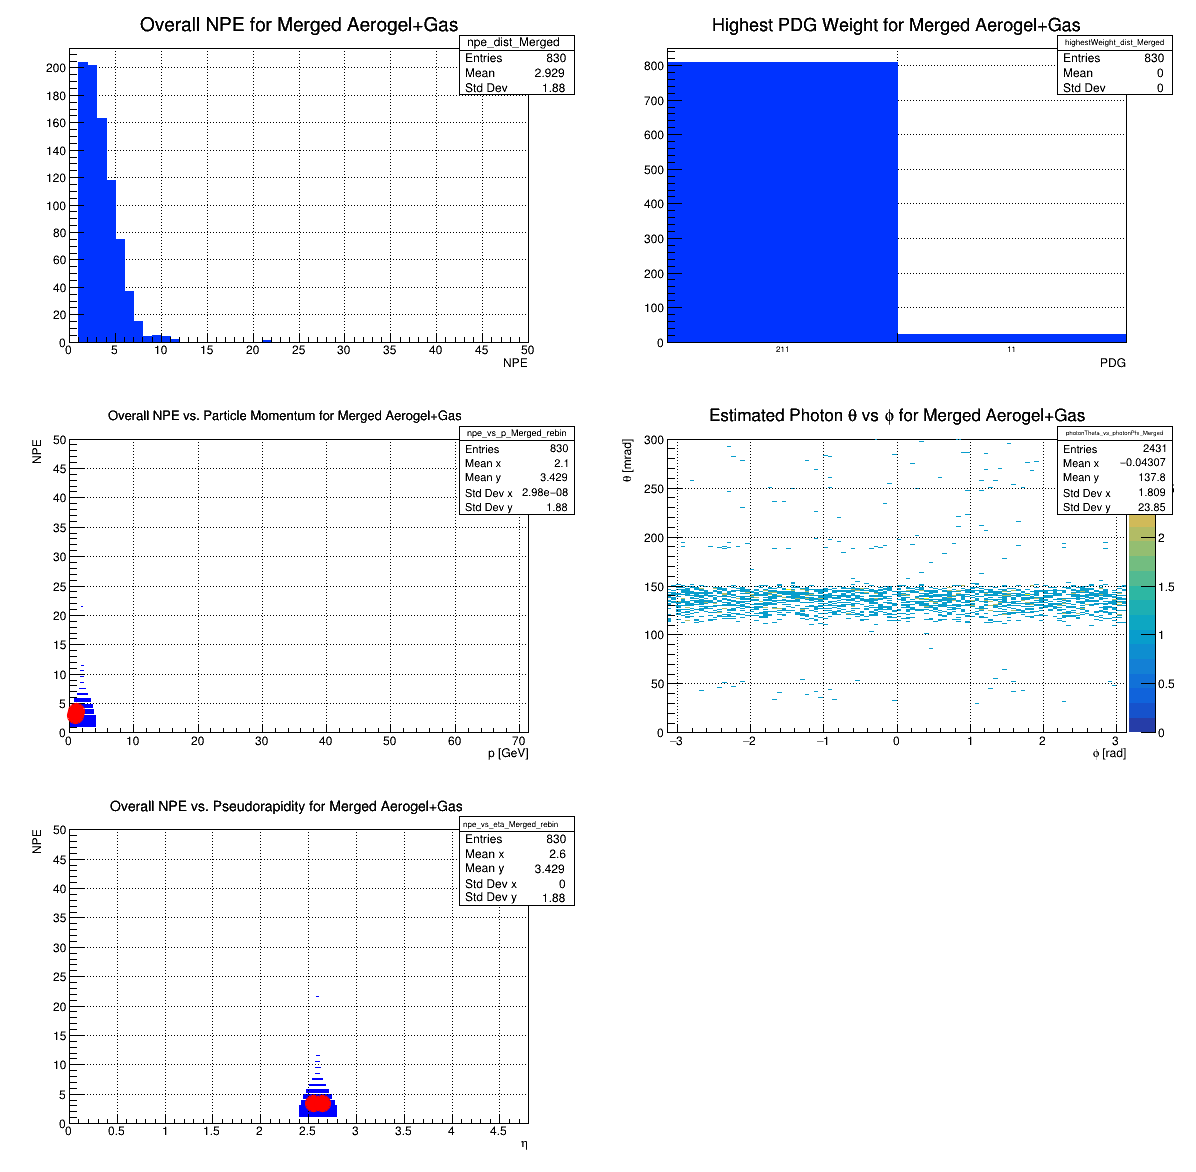 Overall NPE for Merged Aerogel+Gas
npe_dist_Merged
Entries 830
Mean 2.929
Std Dev 1.88
200
180
160
140
120
100
80
60
40
20
0
0 5 10 15 20 25 30 35 40 45 50
NPE
Highest PDG Weight for Merged Aerogel+Gas
highestWeight_dist_Merged
Entries 830
Mean 0
Std Dev 0
800
700
600
500
400
300
200
100
0
211 11
PDG
Overall NPE vs. Particle Momentum for Merged Aerogel+Gas
npe_vs_p_Merged_rebin
Entries 830
Mean x 2.1
Mean y 3.429
Std Dev x 2.98e−08
Std Dev y 1.88
NPE
50
45
40
35
30
25
20
15
10
5
0
0 10 20 30 40 50 60 70
p [GeV]
Estimated Photon θ vs ϕ for Merged Aerogel+Gas
photonTheta_vs_photonPhi_Merged
Entries 2431
Mean x −0.04307
Mean y 137.8
Std Dev x 1.809
Std Dev y 23.85
θ [mrad]
300
250
200
150
100
50
0
−3 −2 −1 0 1 2 3
ϕ [rad]
2
1.5
1
0.5
0
Overall NPE vs. Pseudorapidity for Merged Aerogel+Gas
npe_vs_eta_Merged_rebin
Entries 830
Mean x 2.6
Mean y 3.429
Std Dev x 0
Std Dev y 1.88
NPE
50
45
40
35
30
25
20
15
10
5
0
0 0.5 1 1.5 2 2.5 3 3.5 4 4.5
η